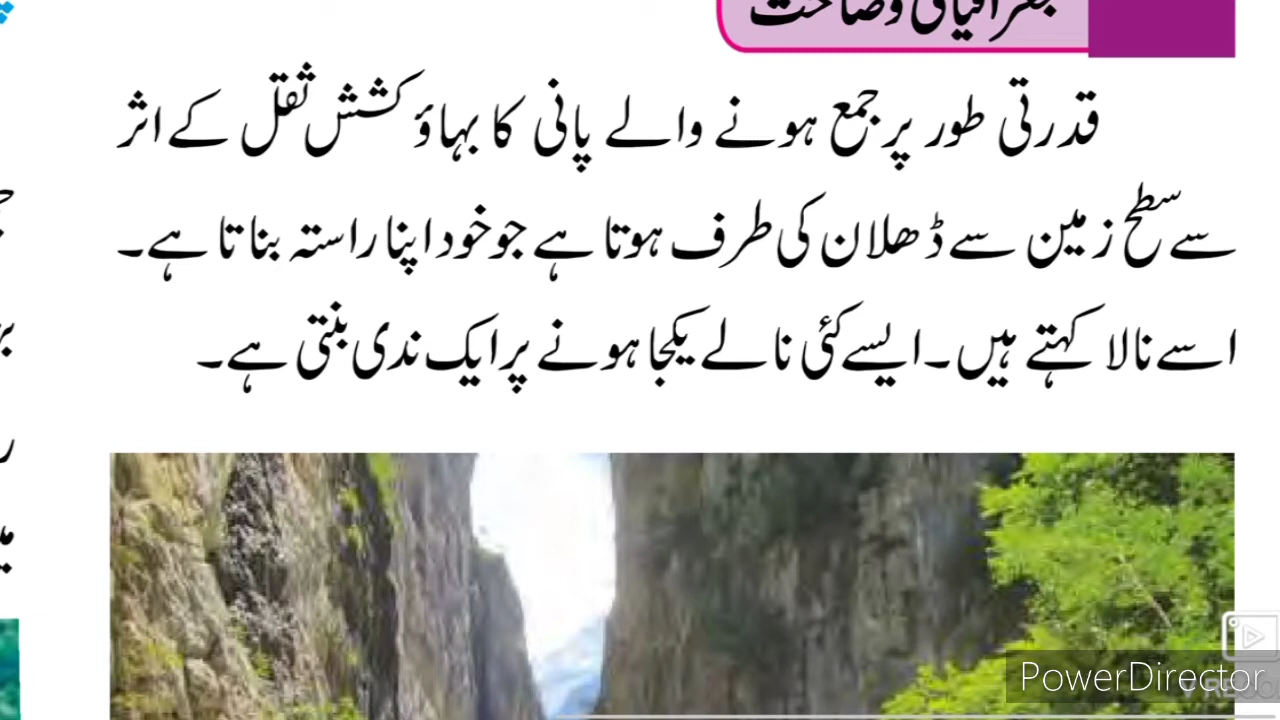 جغرافیائی وضاحت
قدرتی طور پر جمع ہونے والے پانی کا بہاؤ کششِ ثقل کے اثر
سے سطح زمین سے ڈھلان کی طرف ہوتا ہے جو خود اپنا راستہ بناتا ہے۔
اسے نالا کہتے ہیں۔ ایسے کئی نالے یکجا ہونے پر ایک ندی بنتی ہے۔
PowerDirector